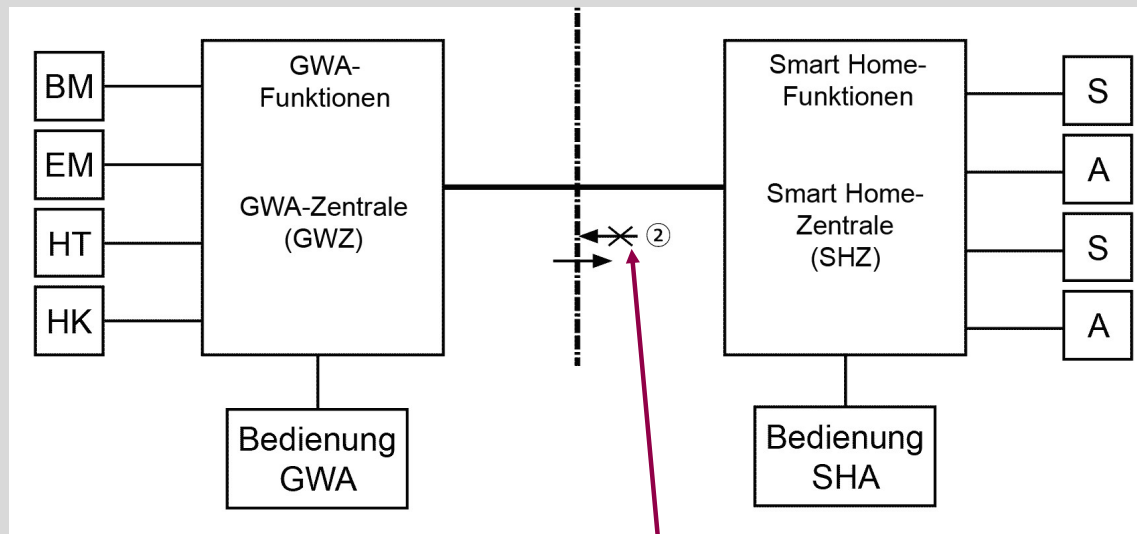 BM
EM
HT
HK
GWA-
Funktionen
GWA-Zentrale
(GWZ)
Bedienung
GWA
②
Smart Home-
Funktionen
Smart Home-
Zentrale
(SHZ)
Bedienung
SHA
S
A
S
A